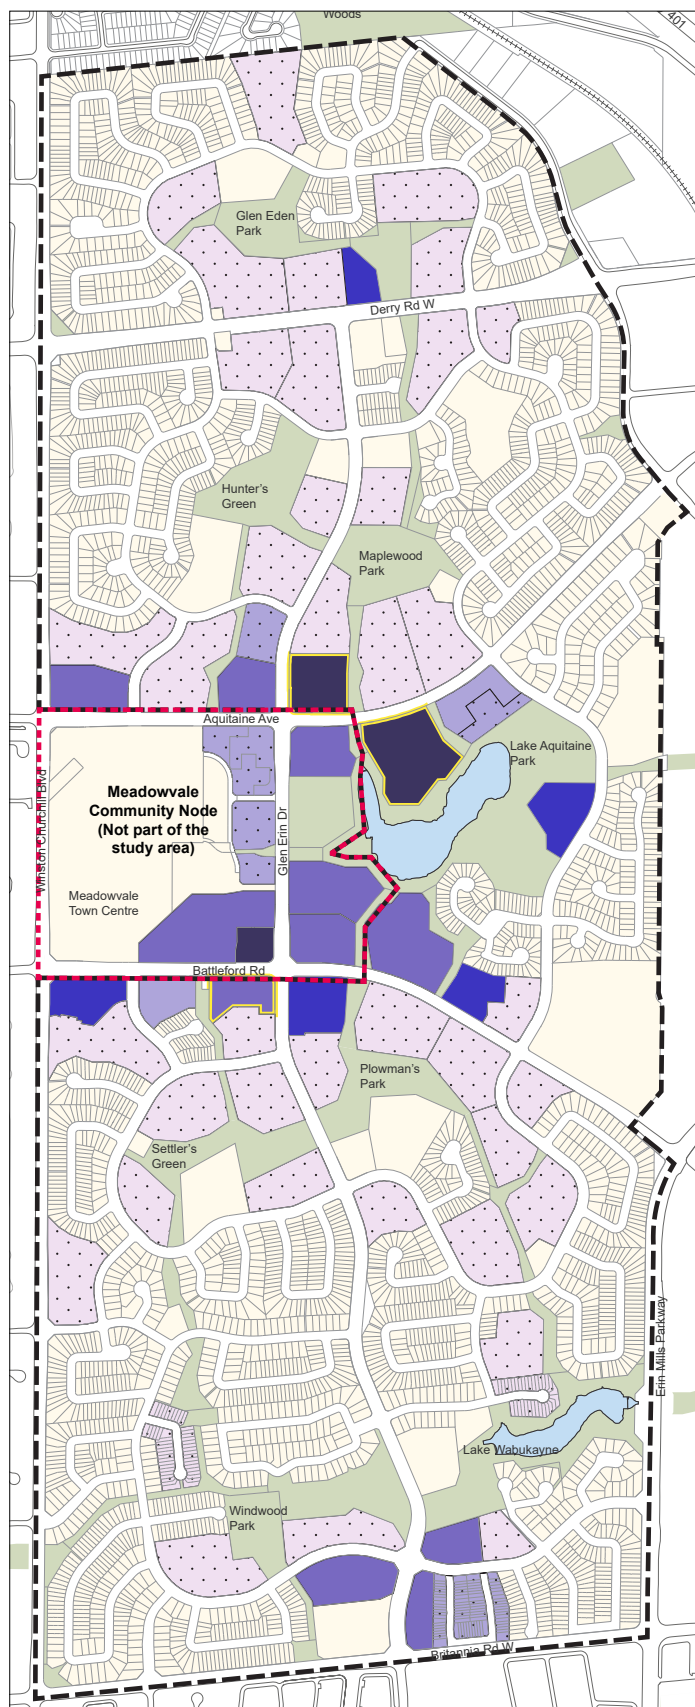 Woods
401
Glen Eden
Park
Derry Rd W
Hunter's
Green
Maplewood
Park
Aquitaine Ave
Lake Aquitaine
Park
Winston Churchill Blvd
Meadowvale
Community Node
(Not part of the
study area)
Glen Erin Dr
Meadowvale
Town Centre
Battleford Rd
Plowman's
Park
Settler's
Green
Erin Mills Parkway
Lake Wabukayne
Windwood
Park
Britannia Rd W